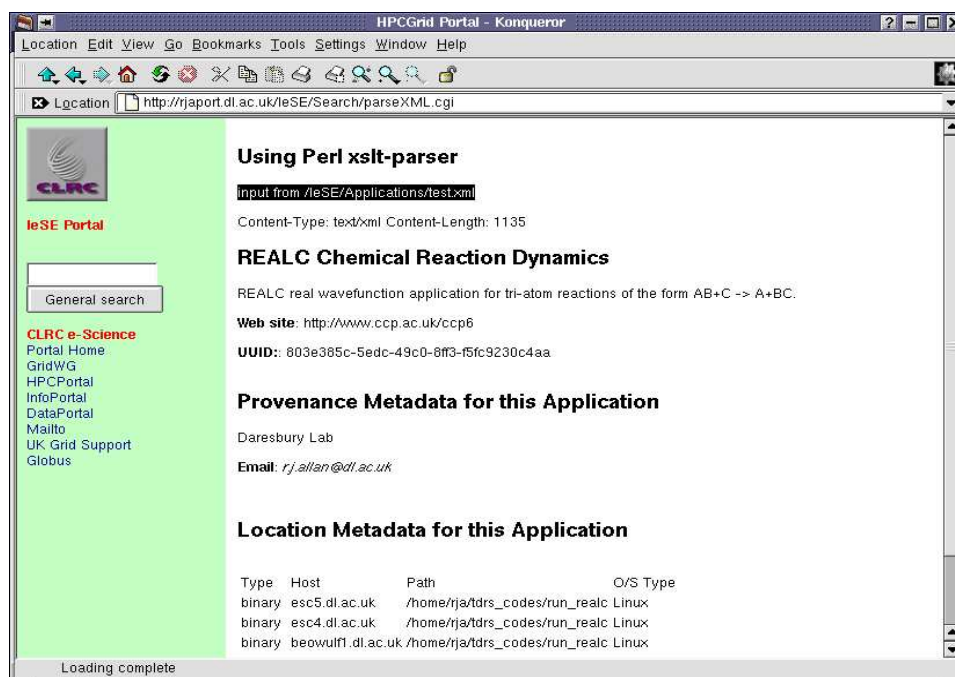 HPCGrid Portal - Konqueror
Location Edit View Go Bookmarks Tools Settings Window Help
Location http://rjaport.dl.ac.uk/IeSE/Search/parseXML.cgi
CLRC
IeSE Portal
General search
CLRC e-Science
Portal Home
GridWG
HPCPortal
InfoPortal
DataPortal
Mailto
UK Grid Support
Globus
Using Perl xslt-parser
input from /IeSE/Applications/test.xml
Content-Type: text/xml Content-Length: 1135
REALC Chemical Reaction Dynamics
REALC real wavefunction application for tri-atom reactions of the form AB+C -> A+BC.
Web site: http://www.ccp.ac.uk/ccp6
UUID:: 803e385c-5edc-49c0-8ff3-f5fc9230c4aa
Provenance Metadata for this Application
Daresbury Lab
Email: r.j.allan@dl.ac.uk
Location Metadata for this Application
Type Host Path O/S Type
binary esc5.dl.ac.uk /home/rja/tdrs_codes/run_realc Linux
binary esc4.dl.ac.uk /home/rja/tdrs_codes/run_realc Linux
binary beowulf1.dl.ac.uk /home/rja/tdrs_codes/run_realc Linux
Loading complete